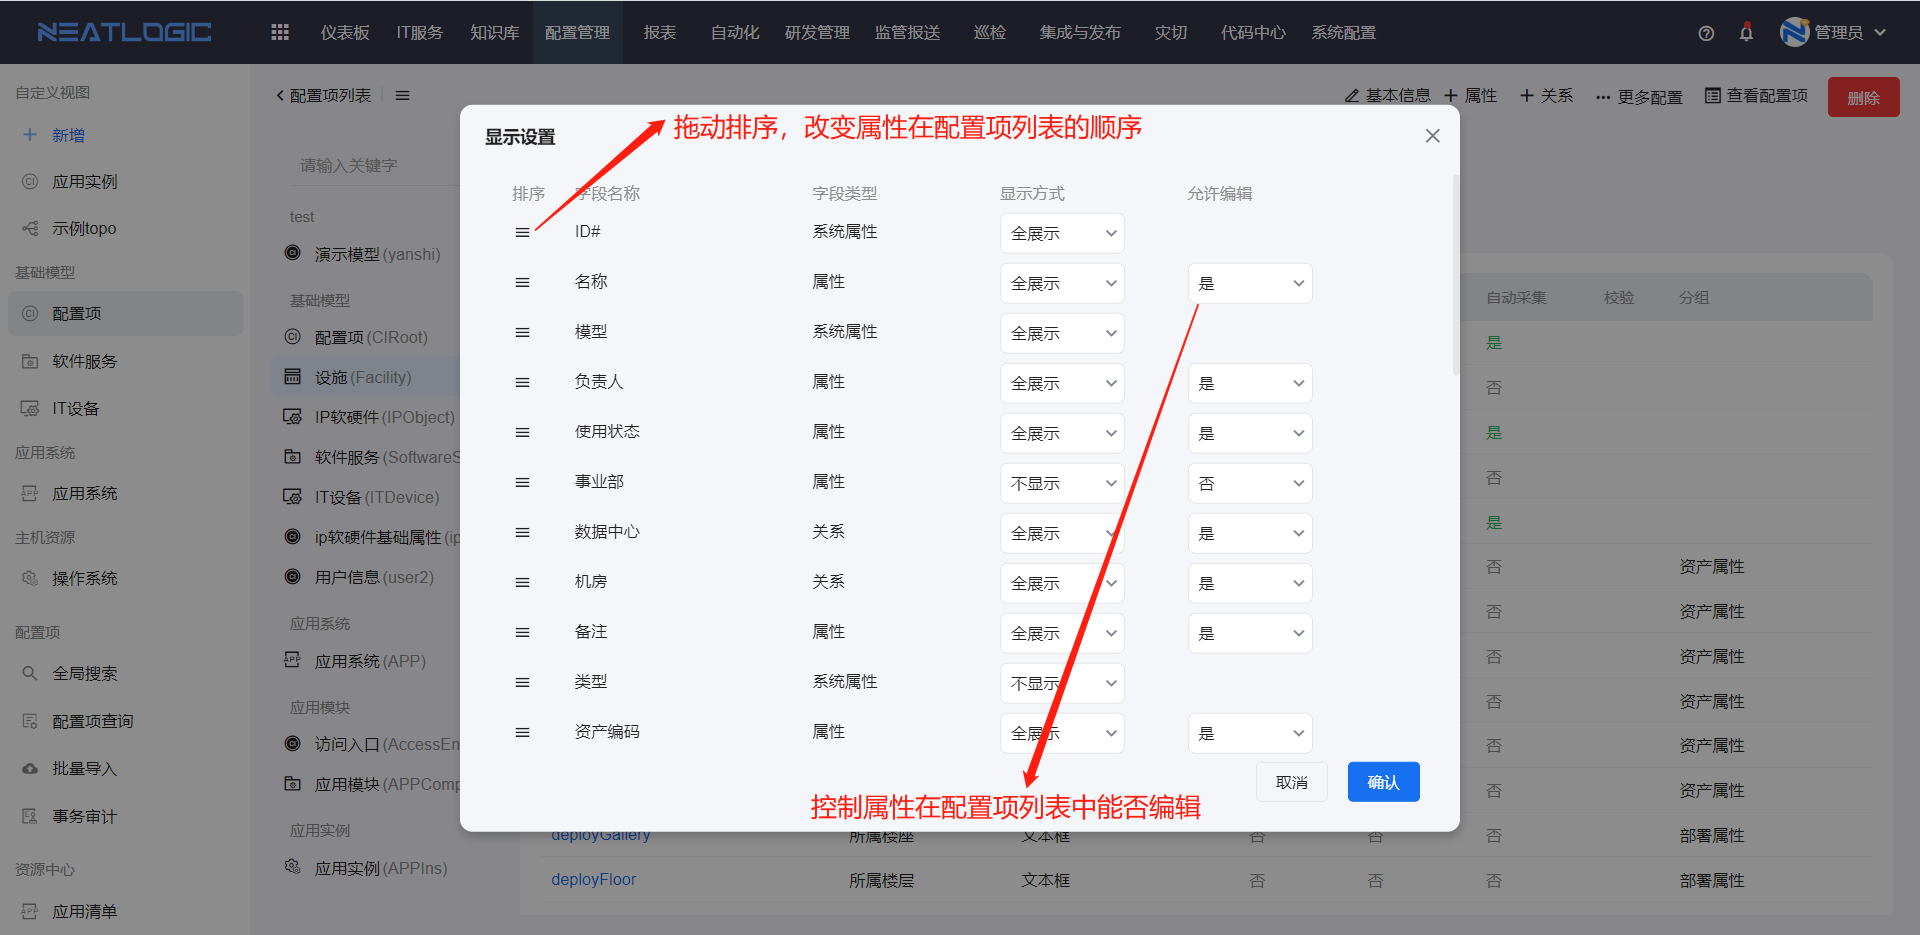 NEATLOGIC
仪表板 IT服务 知识库 配置管理 报表 自动化 研发管理 监管报送 巡检 集成与发布 灾切 代码中心 系统配置
管理员
自定义视图
新增
应用实例
示例topo
基础模型
配置项
软件服务
IT设备
应用系统
应用系统
主机资源
操作系统
配置项
全局搜索
配置项查询
批量导入
事务审计
资源中心
应用清单
配置项列表
基本信息 属性 关系 更多配置 查看配置项 删除
请输入关键字
test
演示模型(yanshi)
基础模型
配置项(CIRoot)
设施(Facility)
IP软硬件(IPObject)
软件服务(SoftwareS
IT设备(ITDevice)
ip软硬件基础属性(ip
用户信息(user2)
应用系统
应用系统(APP)
应用模块
访问入口(AccessEn
应用模块(APPComp
应用实例
应用实例(APPIns)
显示设置
拖动排序，改变属性在配置项列表的顺序
排序 字段名称 字段类型 显示方式 允许编辑
ID# 系统属性 全展示
名称 属性 全展示 是
模型 系统属性 全展示
负责人 属性 全展示 是
使用状态 属性 全展示 是
事业部 属性 不显示 否
数据中心 关系 全展示 是
机房 关系 全展示 是
备注 属性 全展示 是
类型 系统属性 不显示
资产编码 属性 全展示 是
取消 确认
控制属性在配置项列表中能否编辑
自动采集 校验 分组
是
否
是
否
是
否 资产属性
否 资产属性
否 资产属性
否 资产属性
否 资产属性
否 资产属性
deployGallery 所属楼座 文本框 否 否 否 部署属性
deployFloor 所属楼层 文本框 否 否 否 部署属性